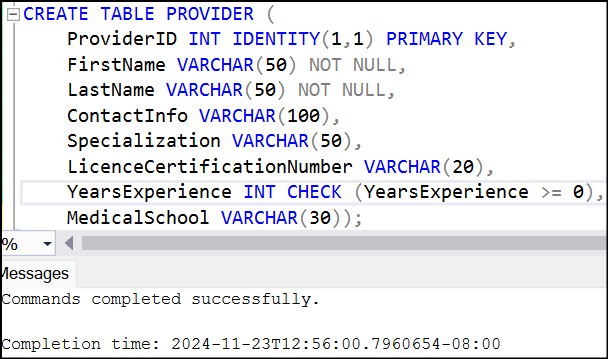 CREATE TABLE PROVIDER (
ProviderID INT IDENTITY(1,1) PRIMARY KEY,
FirstName VARCHAR(50) NOT NULL,
LastName VARCHAR(50) NOT NULL,
ContactInfo VARCHAR(100),
Specialization VARCHAR(50),
LicenceCertificationNumber VARCHAR(20),
YearsExperience INT CHECK (YearsExperience >= 0),
MedicalSchool VARCHAR(30));
%
Messages
Commands completed successfully.
Completion time: 2024-11-23T12:56:00.7960654-08:00